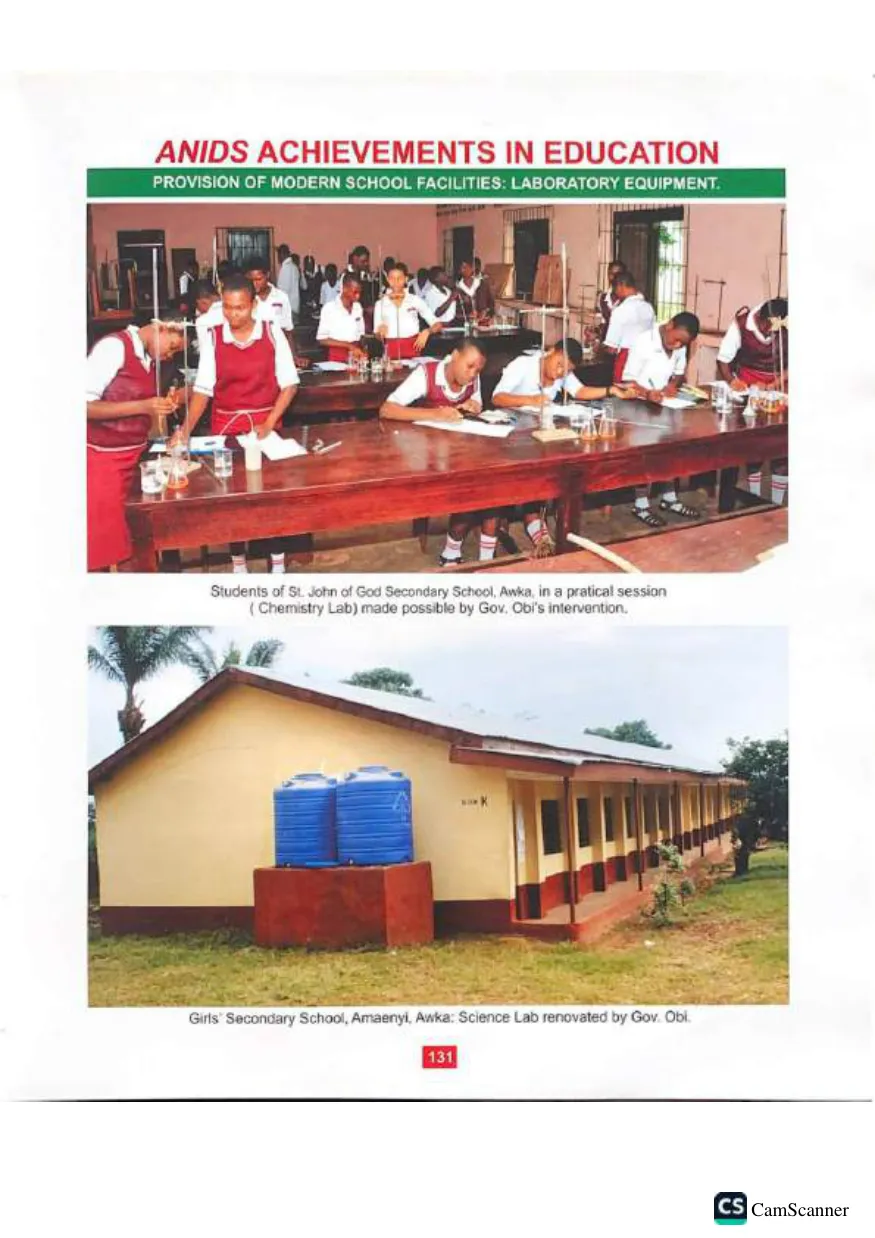 ANIDS ACHIEVEMENTS IN EDUCATION
PROVISION OF MODERN SCHOOL FACILITIES: LABORATORY EQUIPMENT.
Students of St. John of God Secondary School, Awka, in a pratical session
( Chemistry Lab) made possible by Gov. Obi's intervention.
K
Girls' Secondary School, Amaenyi, Awka: Science Lab renovated by Gov. Obi.
131
CS CamScanner